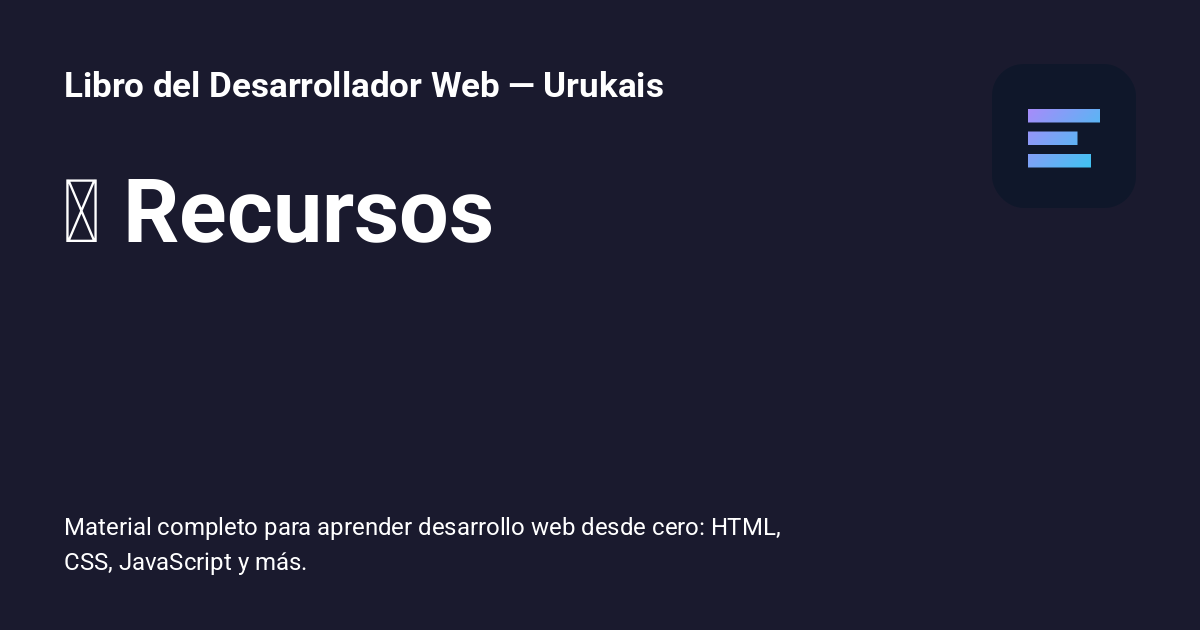 Libro del Desarrollador Web — Urukais
Recursos
Material completo para aprender desarrollo web desde cero: HTML,
CSS, JavaScript y más.